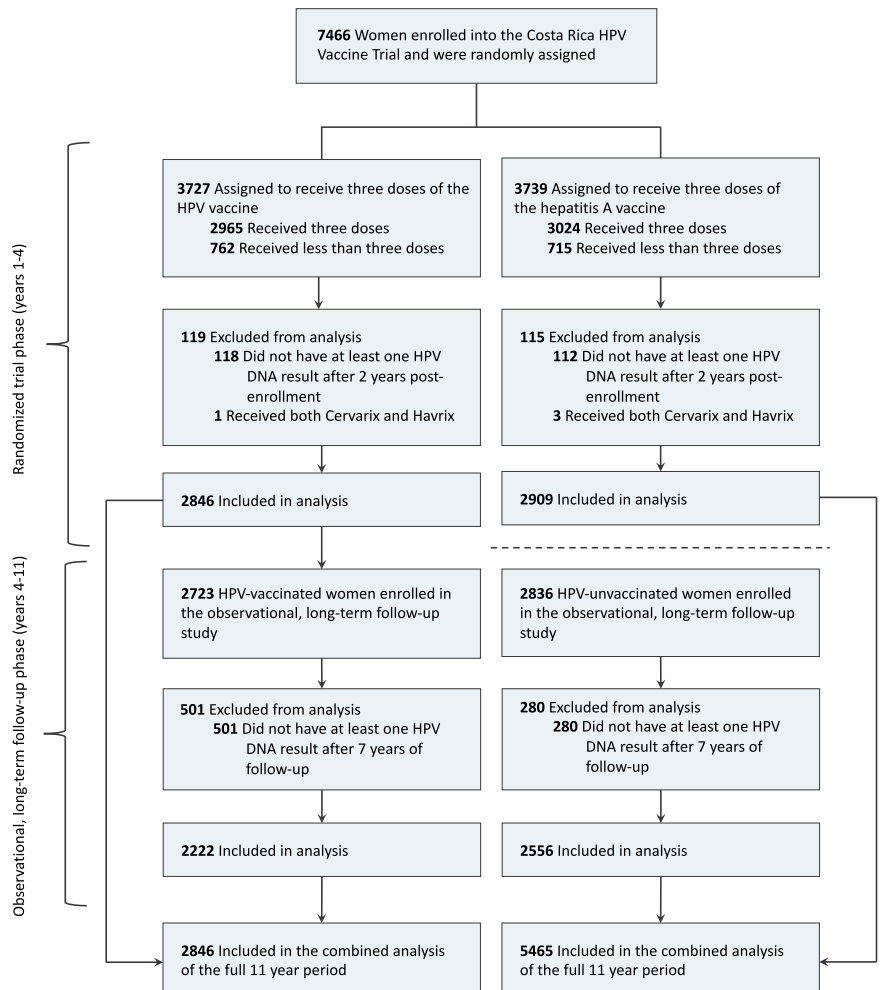 7466 Women enrolled into the Costa Rica HPV
Vaccine Trial and were randomly assigned
Randomized trial phase (years 1-4)
3727 Assigned to receive three doses of the
HPV vaccine
2965 Received three doses
762 Received less than three doses
3739 Assigned to receive three doses of
the hepatitis A vaccine
3024 Received three doses
715 Received less than three doses
119 Excluded from analysis
118 Did not have at least one HPV
DNA result after 2 years post-
enrollment
1 Received both Cervarix and Havrix
115 Excluded from analysis
112 Did not have at least one HPV
DNA result after 2 years post-
enrollment
3 Received both Cervarix and Havrix
2846 Included in analysis
2909 Included in analysis
Observational, long-term follow-up phase (years 4-11)
2723 HPV-vaccinated women enrolled in
the observational, long-term follow-up
study
2836 HPV-unvaccinated women enrolled
in the observational, long-term follow-up
study
501 Excluded from analysis
501 Did not have at least one HPV
DNA result after 7 years of
follow-up
280 Excluded from analysis
280 Did not have at least one HPV
DNA result after 7 years of
follow-up
2222 Included in analysis
2556 Included in analysis
2846 Included in the combined analysis
of the full 11 year period
5465 Included in the combined analysis
of the full 11 year period